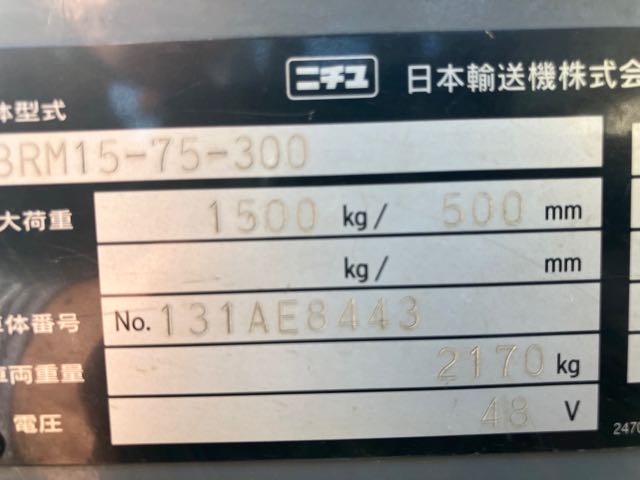 ニチユ 日本輸送機株式会
体型式
BRM15-75-300
大荷重 1500 kg/ 500 mm
kg/ mm
車体番号 No. 131AE8443
車両重量 2170 kg
電圧 48 V
2470